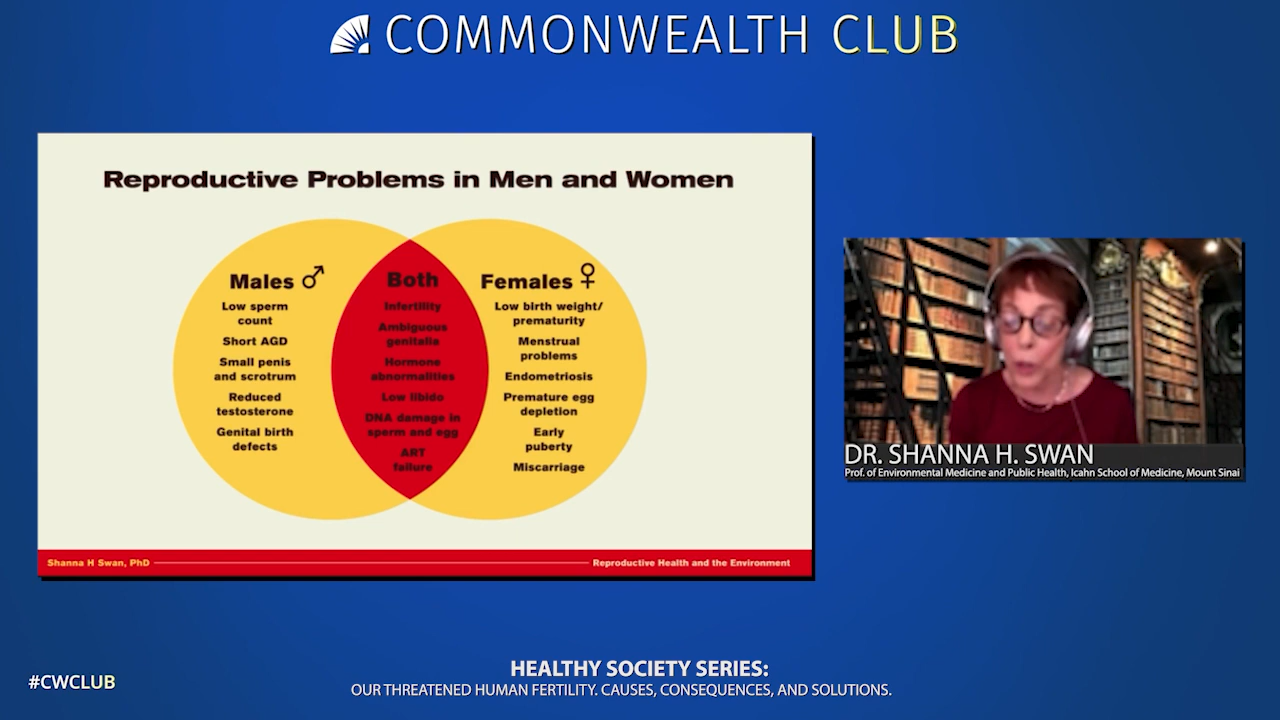 COMMONWEALTH CLUB
Reproductive Problems in Men and Women
Males
Low sperm
count
Short AGD
Small penis
and scrotrum
Reduced
testosterone
Genital birth
defects
Both
Infertility
Ambiguous
genitalia
Hormone
abnormalities
Low libido
DNA damage in
sperm and egg
ART
failure
Females
Low birth weight/
prematurity
Menstrual
problems
Endometriosis
Premature egg
depletion
Early
puberty
Miscarriage
Shanna H Swan, PhD
Reproductive Health and the Environment
DR. SHANNA H. SWAN
Prof. of Environmental Medicine and Public Health, Icahn School of Medicine, Mount Sinai
#CWCLUB
HEALTHY SOCIETY SERIES:
OUR THREATENED HUMAN FERTILITY. CAUSES, CONSEQUENCES, AND SOLUTIONS.